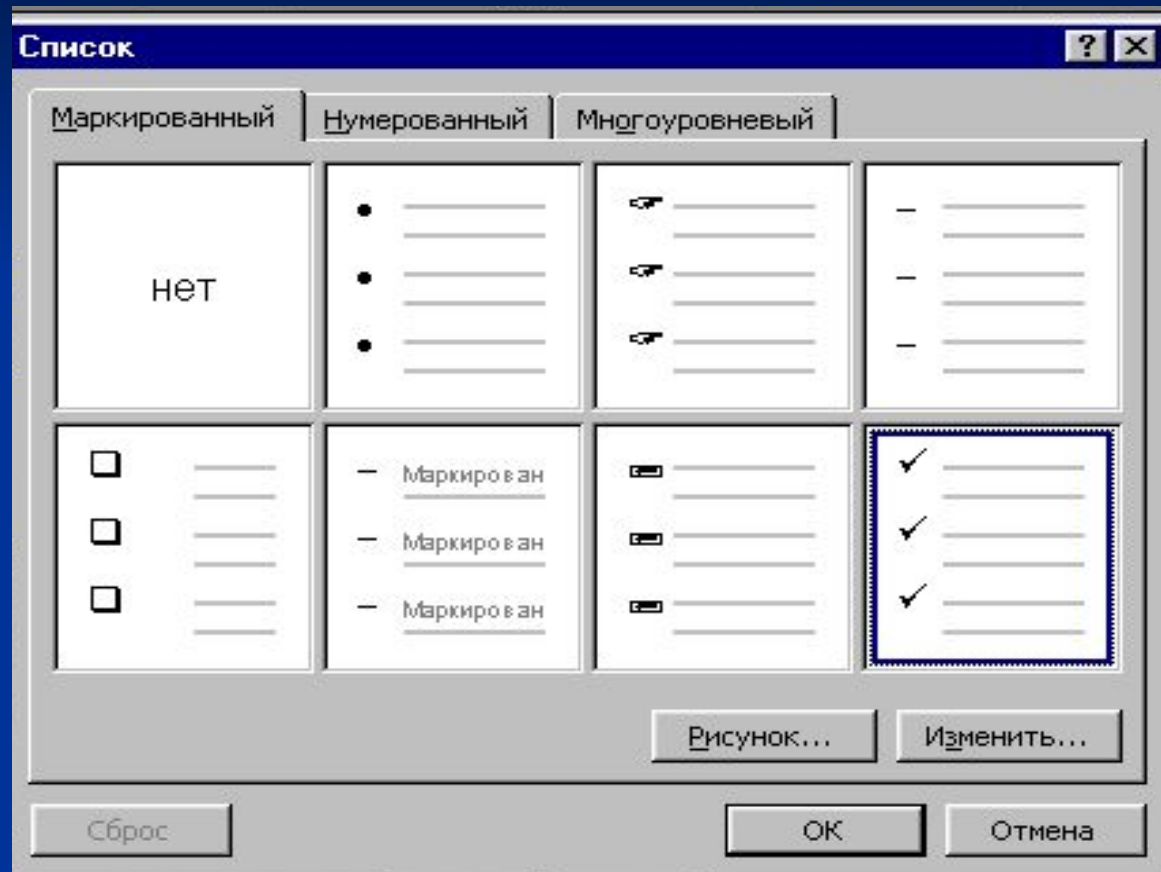 Список
Маркированный Нумерованный Многоуровневый
нет
Маркирован
Маркирован
Маркирован
Рисунок... Изменить...
Сброс ОК Отмена